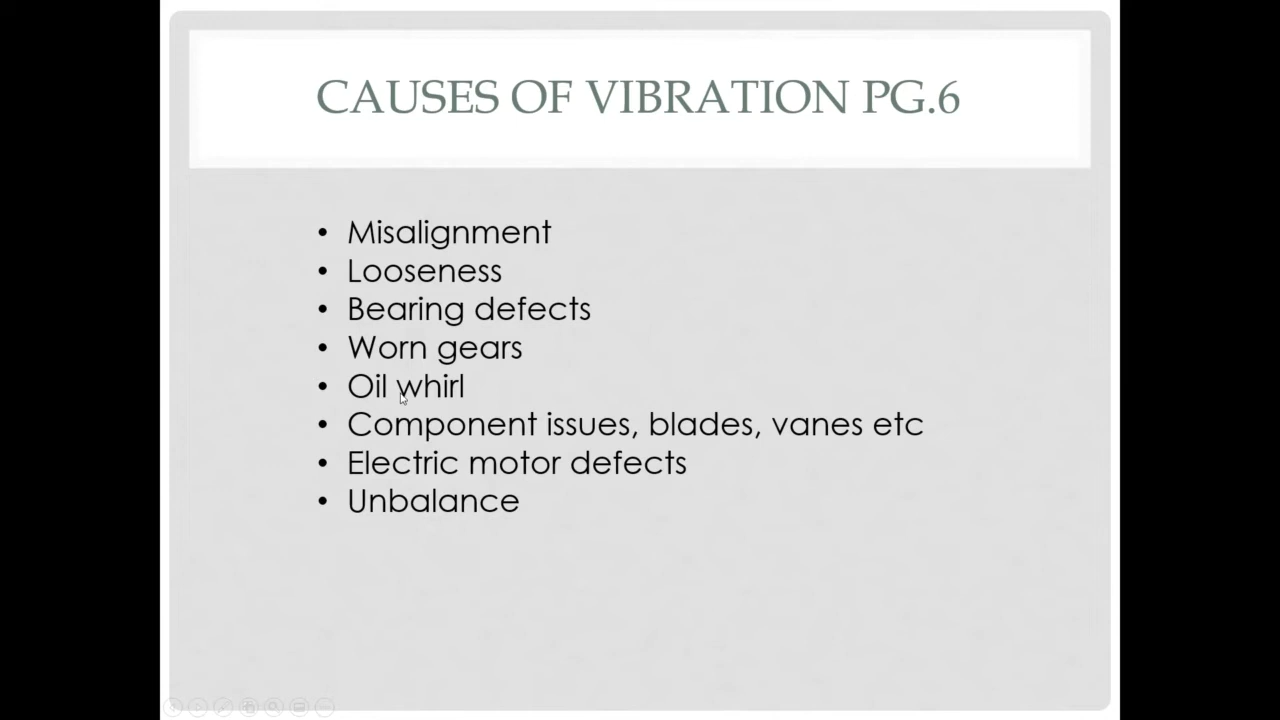 CAUSES OF VIBRATION PG.6
• Misalignment
• Looseness
• Bearing defects
• Worn gears
• Oil whirl
• Component issues, blades, vanes etc
• Electric motor defects
• Unbalance